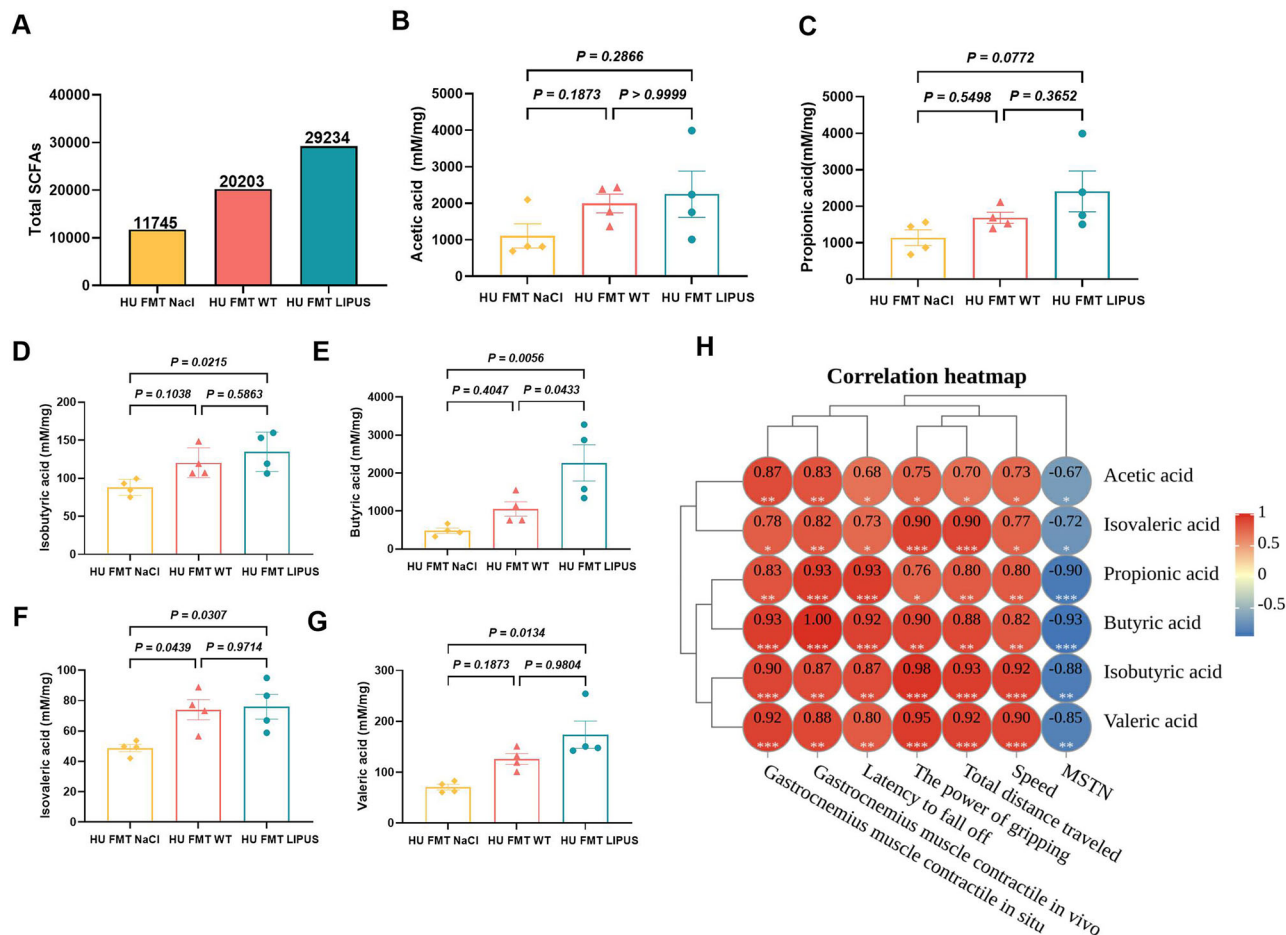 A
Total SCFAs
40000
30000
20000
10000
0
11745
20203
29234
HU FMT Nacl
HU FMT WT
HU FMT LIPUS
B
P = 0.2866
P = 0.1873
P > 0.9999
Acetic acid (mM/mg)
5000
4000
3000
2000
1000
0
HU FMT NaCl
HU FMT WT
HU FMT LIPUS
C
P = 0.0772
P = 0.5498
P = 0.3652
Propionic acid(mM/mg)
5000
4000
3000
2000
1000
0
HU FMT NaCl
HU FMT WT
HU FMT LIPUS
D
P = 0.0215
P = 0.1038
P = 0.5863
Isobutyric acid (mM/mg)
200
150
100
50
0
HU FMT NaCl
HU FMT WT
HU FMT LIPUS
E
P = 0.0056
P = 0.4047
P = 0.0433
Butyric acid (mM/mg)
4000
3000
2000
1000
0
HU FMT NaCl
HU FMT WT
HU FMT LIPUS
F
P = 0.0307
P = 0.0439
P = 0.9714
Isovaleric acid (mM/mg)
100
80
60
40
20
0
HU FMT NaCl
HU FMT WT
HU FMT LIPUS
G
P = 0.0134
P = 0.1873
P = 0.9804
Valeric acid (mM/mg)
300
200
100
0
HU FMT NaCl
HU FMT WT
HU FMT LIPUS
H
Correlation heatmap
0.87 0.83 0.68 0.75 0.70 0.73 -0.67 Acetic acid
** ** * * * * *
0.78 0.82 0.73 0.90 0.90 0.77 -0.72 Isovaleric acid
* ** * *** *** * *
0.83 0.93 0.93 0.76 0.80 0.80 -0.90 Propionic acid
** *** *** * ** ** ***
0.93 1.00 0.92 0.90 0.88 0.82 -0.93 Butyric acid
*** *** *** ** ** ** ***
0.90 0.87 0.87 0.98 0.93 0.92 -0.88 Isobutyric acid
*** ** ** *** *** *** **
0.92 0.88 0.80 0.95 0.92 0.90 -0.85 Valeric acid
*** ** ** *** *** *** **
Gastrocnemius muscle contractile in situ
Gastrocnemius muscle contractile in vivo
Latency to fall off
The power of gripping
Total distance traveled
Speed
MSTN
1
0.5
0
-0.5